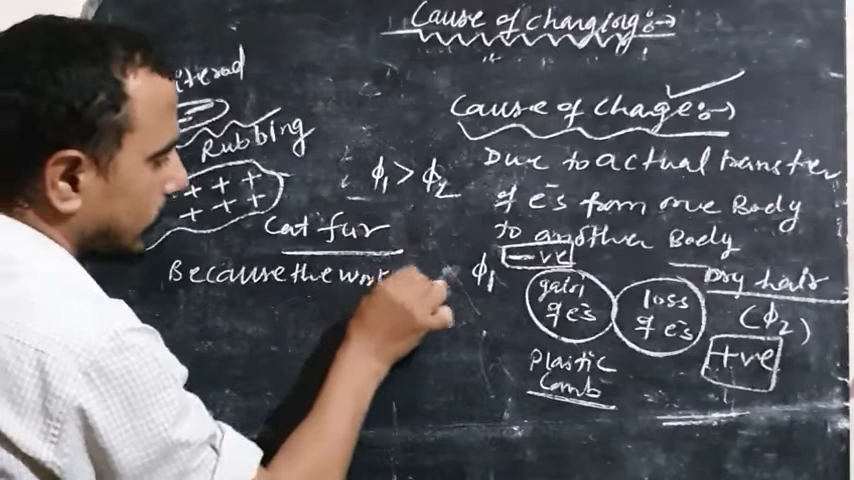 Cause of charging:→
Cause of charge:→
Due to actual transfer
of e⁻s from one Body
to another Body
Rubbing
+ + +
+ + +
Cat fur
ϕ₁ > ϕ₂
Because the work
ϕ₁
-ve
gain
of e⁻s
loss
of e⁻s
Dry hair
(ϕ₂)
+ve
Plastic
Comb